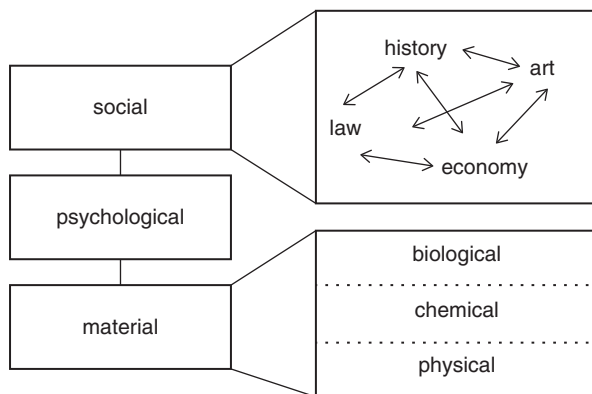 social
psychological
material
history
art
law
economy
biological
chemical
physical